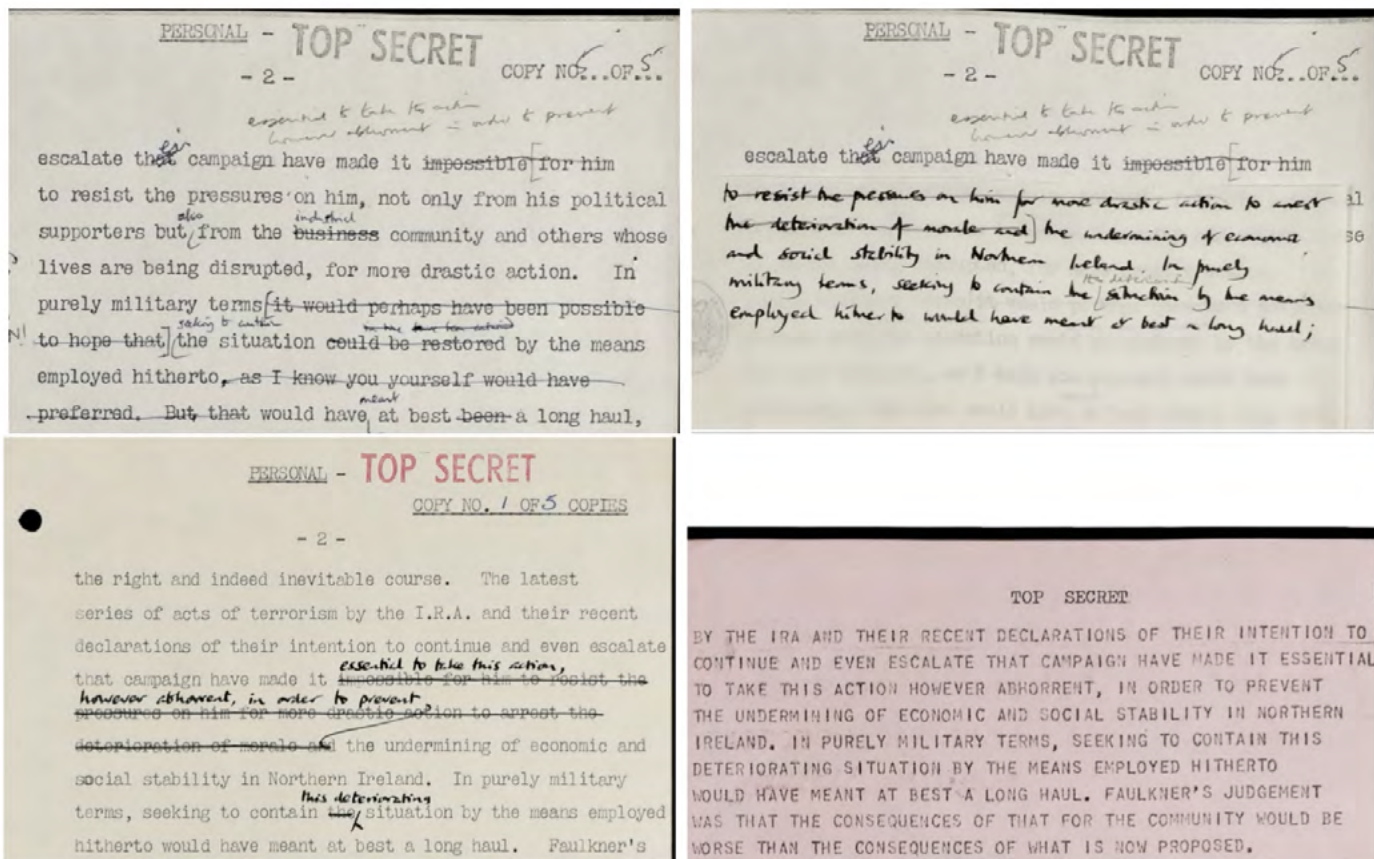 PERSONAL - TOP SECRET
- 2 -
COPY NO. 5 OF 5
essential to take the action
however abhorrent in order to prevent
escalate that campaign have made it impossible [for him
to resist the pressures on him, not only from his political
also industrial
supporters but from the business community and others whose
lives are being disrupted, for more drastic action. In
purely military terms [it would perhaps have been possible
seeking to contain
N!
to hope that] the situation could be restored by the means
employed hitherto, as I know you yourself would have
meant
preferred. But that would have at best been a long haul,
PERSONAL - TOP SECRET
- 2 -
COPY NO. 5 OF 5
essential to take the action
however abhorrent in order to prevent
escalate that campaign have made it impossible [for him
to resist the pressures on him for more drastic action to arrest
the deterioration of morale and] the undermining of economic
and social stability in Northern Ireland. In purely
military terms, seeking to contain the situation by the means
employed hitherto would have meant at best a long haul;
al
se
PERSONAL - TOP SECRET
COPY NO. 1 OF 5 COPIES
- 2 -
the right and indeed inevitable course. The latest
series of acts of terrorism by the I.R.A. and their recent
declarations of their intention to continue and even escalate
essential to take this action,
that campaign have made it impossible for him to resist the
however abhorrent, in order to prevent
pressures on him for more drastic action to arrest the
deterioration of morale and the undermining of economic and
social stability in Northern Ireland. In purely military
this deteriorating
terms, seeking to contain the situation by the means employed
hitherto would have meant at best a long haul. Faulkner's
TOP SECRET
BY THE IRA AND THEIR RECENT DECLARATIONS OF THEIR INTENTION TO
CONTINUE AND EVEN ESCALATE THAT CAMPAIGN HAVE MADE IT ESSENTIAL
TO TAKE THIS ACTION HOWEVER ABHORRENT, IN ORDER TO PREVENT
THE UNDERMINING OF ECONOMIC AND SOCIAL STABILITY IN NORTHERN
IRELAND. IN PURELY MILITARY TERMS, SEEKING TO CONTAIN THIS
DETERIORATING SITUATION BY THE MEANS EMPLOYED HITHERTO
WOULD HAVE MEANT AT BEST A LONG HAUL. FAULKNER'S JUDGEMENT
WAS THAT THE CONSEQUENCES OF THAT FOR THE COMMUNITY WOULD BE
WORSE THAN THE CONSEQUENCES OF WHAT IS NOW PROPOSED.